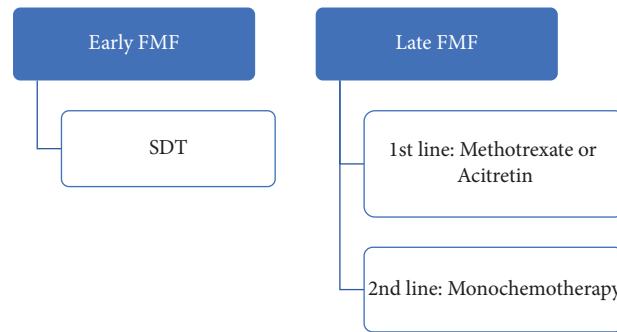 Early FMF
SDT
Late FMF
1st line: Methotrexate or
Acitretin
2nd line: Monochemotherapy